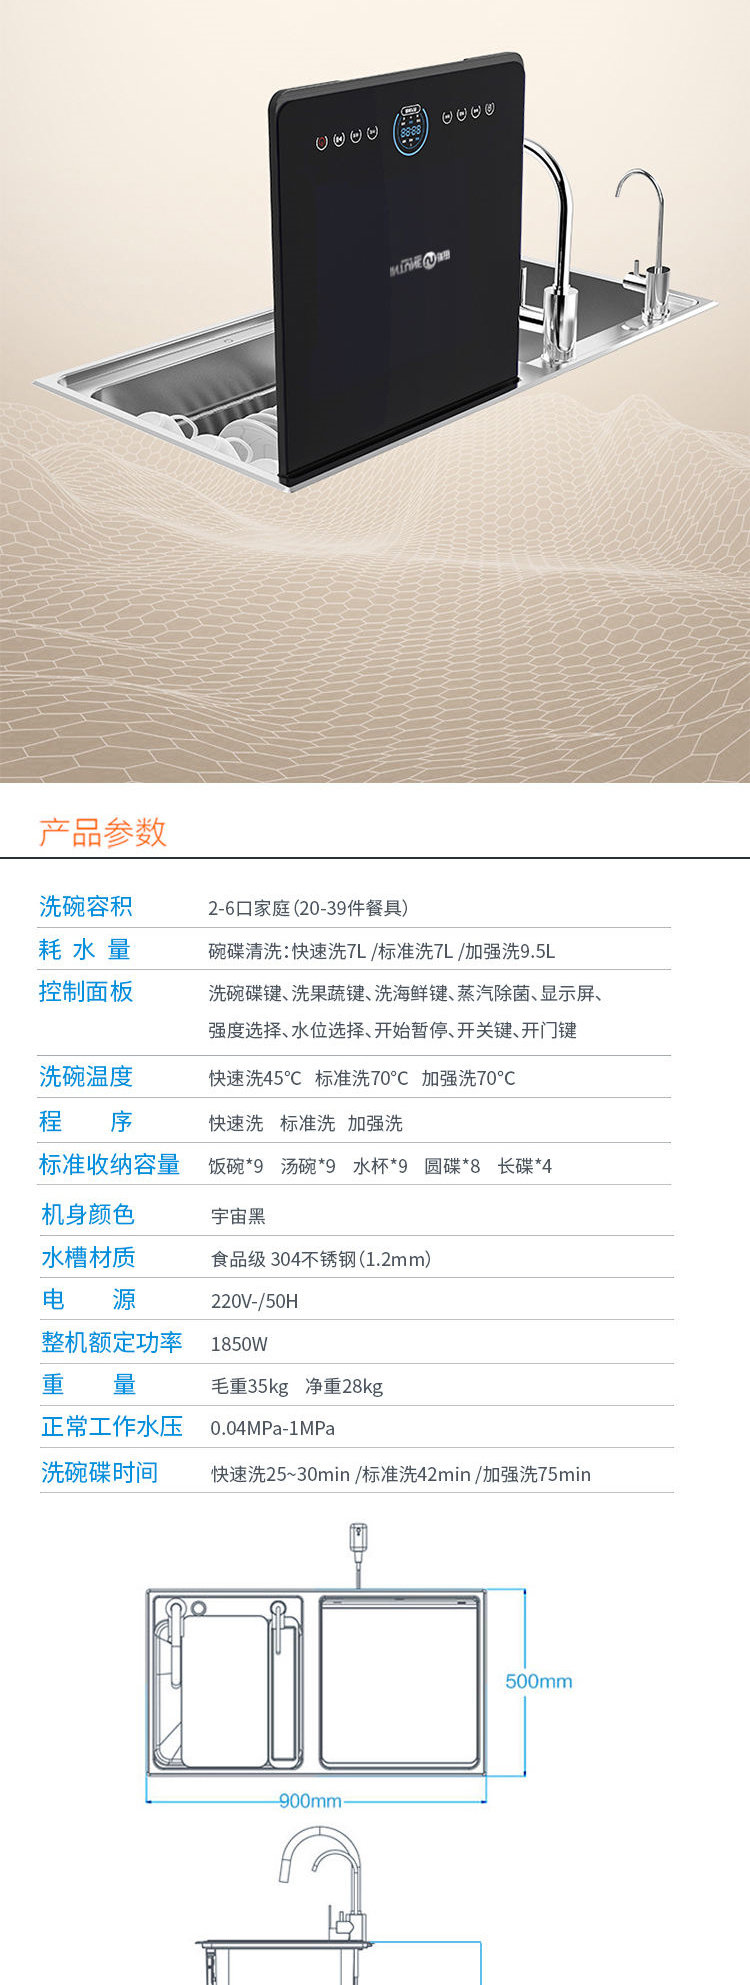 产品参数
洗碗容积 2-6口家庭（20-39件餐具）
耗水量 碗碟清洗：快速洗7L /标准洗7L /加强洗9.5L
控制面板 洗碗碟键、洗果蔬键、洗海鲜键、蒸汽除菌、显示屏、
强度选择、水位选择、开始暂停、开关键、开门键
洗碗温度 快速洗45℃ 标准洗70℃ 加强洗70℃
程序 快速洗 标准洗 加强洗
标准收纳容量 饭碗*9 汤碗*9 水杯*9 圆碟*8 长碟*4
机身颜色 宇宙黑
水槽材质 食品级 304不锈钢（1.2mm）
电源 220V-/50H
整机额定功率 1850W
重量 毛重35kg 净重28kg
正常工作水压 0.04MPa-1MPa
洗碗碟时间 快速洗25~30min /标准洗42min /加强洗75min
500mm
900mm